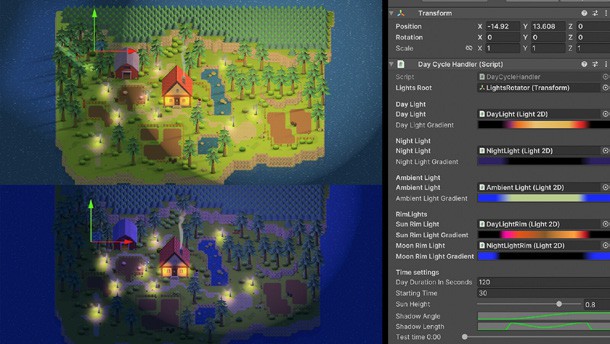 Transform
Position X -14.92 Y 13.608 Z 0
Rotation X 0 Y 0 Z 0
Scale X 1 Y 1 Z 1
Day Cycle Handler (Script)
Script DayCycleHandler
Lights Root LightsRotator (Transform)
Day Light
Day Light DayLight (Light 2D)
Day Light Gradient
Night Light
Night Light NightLight (Light 2D)
Night Light Gradient
Ambient Light
Ambient Light Ambient Light (Light 2D)
Ambient Light Gradient
RimLights
Sun Rim Light DayLightRim (Light 2D)
Sun Rim Light Gradient
Moon Rim Light NightLightRim (Light 2D)
Moon Rim Light Gradient
Time settings
Day Duration In Seconds 120
Starting Time 30
Sun Height 0.8
Shadow Angle
Shadow Length
Test time 0.00